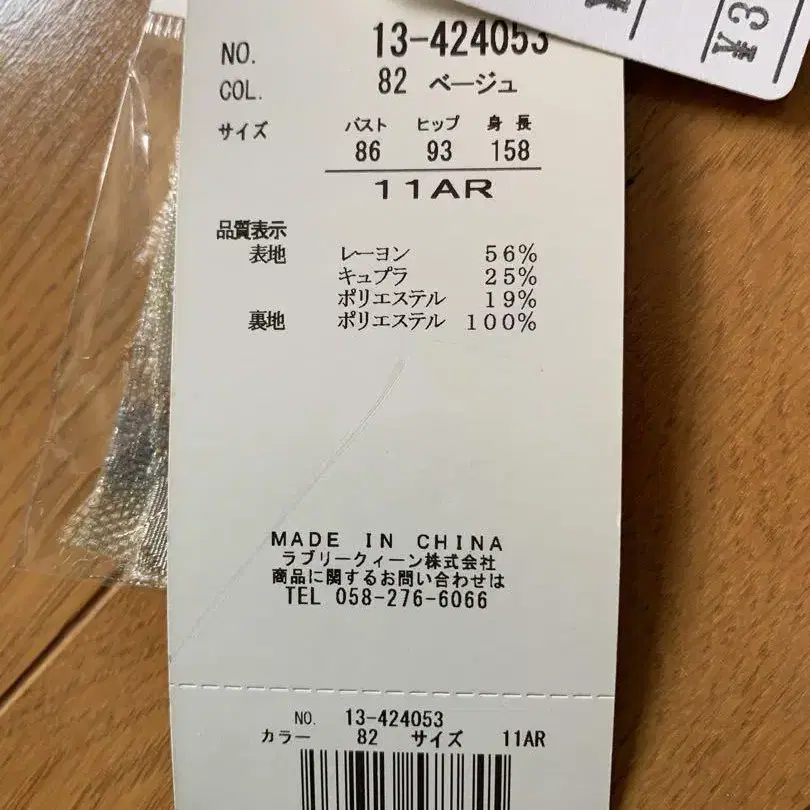 ¥3
NO. 13-424053
COL. 82 ベージュ
サイズ バスト ヒップ 身長
86 93 158
11AR
品質表示
表地 レーヨン 56%
キュプラ 25%
ポリエステル 19%
裏地 ポリエステル 100%
MADE IN CHINA
ラブリークィーン株式会社
商品に関するお問い合わせは
TEL 058-276-6066
NO. 13-424053
カラー 82 サイズ 11AR